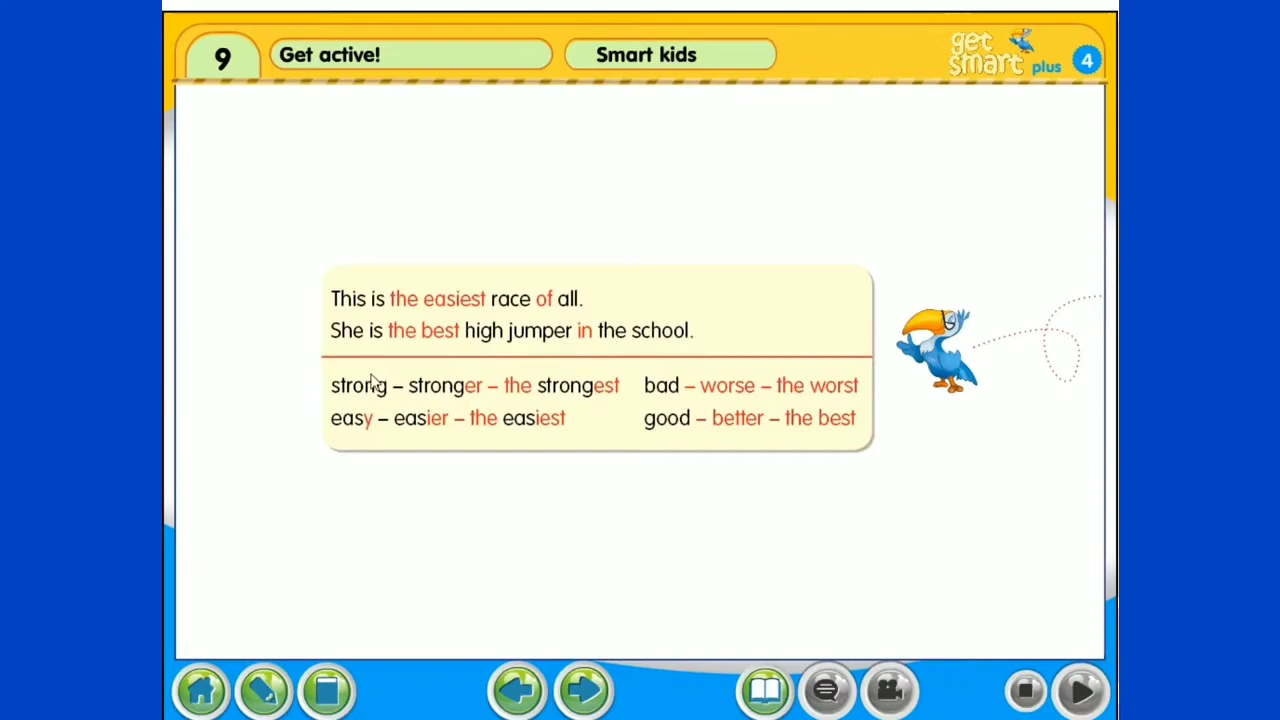 9
Get active!
Smart kids
get
smart plus 4
This is the easiest race of all.
She is the best high jumper in the school.
strong – stronger – the strongest
easy – easier – the easiest
bad – worse – the worst
good – better – the best